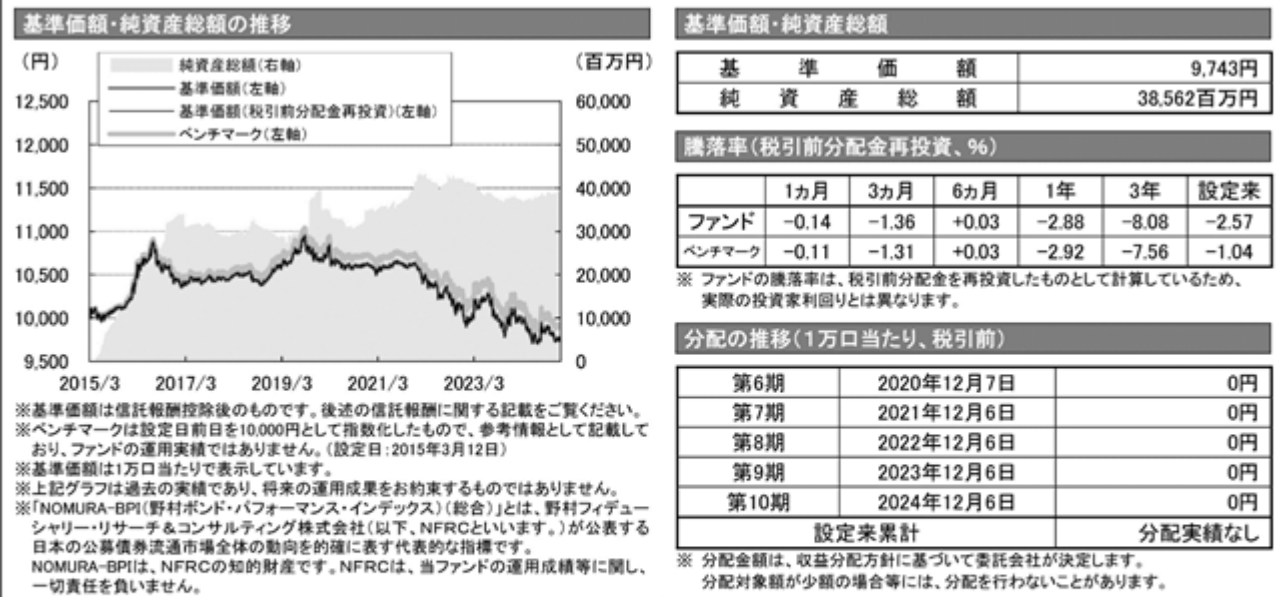 基準価額・純資産総額の推移
(円)
(百万円)
純資産総額(右軸)
基準価額(左軸)
基準価額(税引前分配金再投資)(左軸)
ベンチマーク(左軸)
12,500
12,000
11,500
11,000
10,500
10,000
9,500
60,000
50,000
40,000
30,000
20,000
10,000
0
2015/3 2017/3 2019/3 2021/3 2023/3
※基準価額は信託報酬控除後のものです。後述の信託報酬に関する記載をご覧ください。
※ベンチマークは設定日前日を10,000円として指数化したもので、参考情報として記載して
おり、ファンドの運用実績ではありません。(設定日:2015年3月12日)
※基準価額は1万口当たりで表示しています。
※上記グラフは過去の実績であり、将来の運用成果をお約束するものではありません。
※「NOMURA-BPI(野村ボンド・パフォーマンス・インデックス)(総合)」とは、野村フィデュー
シャリー・リサーチ&コンサルティング株式会社(以下、NFRCといいます。)が公表する
日本の公募債券流通市場全体の動向を的確に表す代表的な指標です。
NOMURA-BPIは、NFRCの知的財産です。NFRCは、当ファンドの運用成績等に関し、
一切責任を負いません。
基準価額・純資産総額
基準価額 9,743円
純資産総額 38,562百万円
騰落率(税引前分配金再投資、%)
1ヵ月 3ヵ月 6ヵ月 1年 3年 設定来
ファンド -0.14 -1.36 +0.03 -2.88 -8.08 -2.57
ベンチマーク -0.11 -1.31 +0.03 -2.92 -7.56 -1.04
※ ファンドの騰落率は、税引前分配金を再投資したものとして計算しているため、
実際の投資家利回りとは異なります。
分配の推移(1万口当たり、税引前)
第6期 2020年12月7日 0円
第7期 2021年12月6日 0円
第8期 2022年12月6日 0円
第9期 2023年12月6日 0円
第10期 2024年12月6日 0円
設定来累計 分配実績なし
※ 分配金額は、収益分配方針に基づいて委託会社が決定します。
分配対象額が少額の場合等には、分配を行わないことがあります。